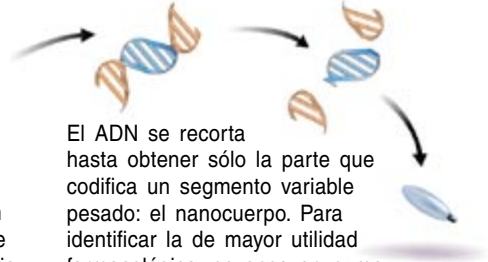 El ADN se recorta
hasta obtener sólo la parte que
codifica un segmento variable
pesado: el nanocuerpo. Para
identificar la de mayor utilidad